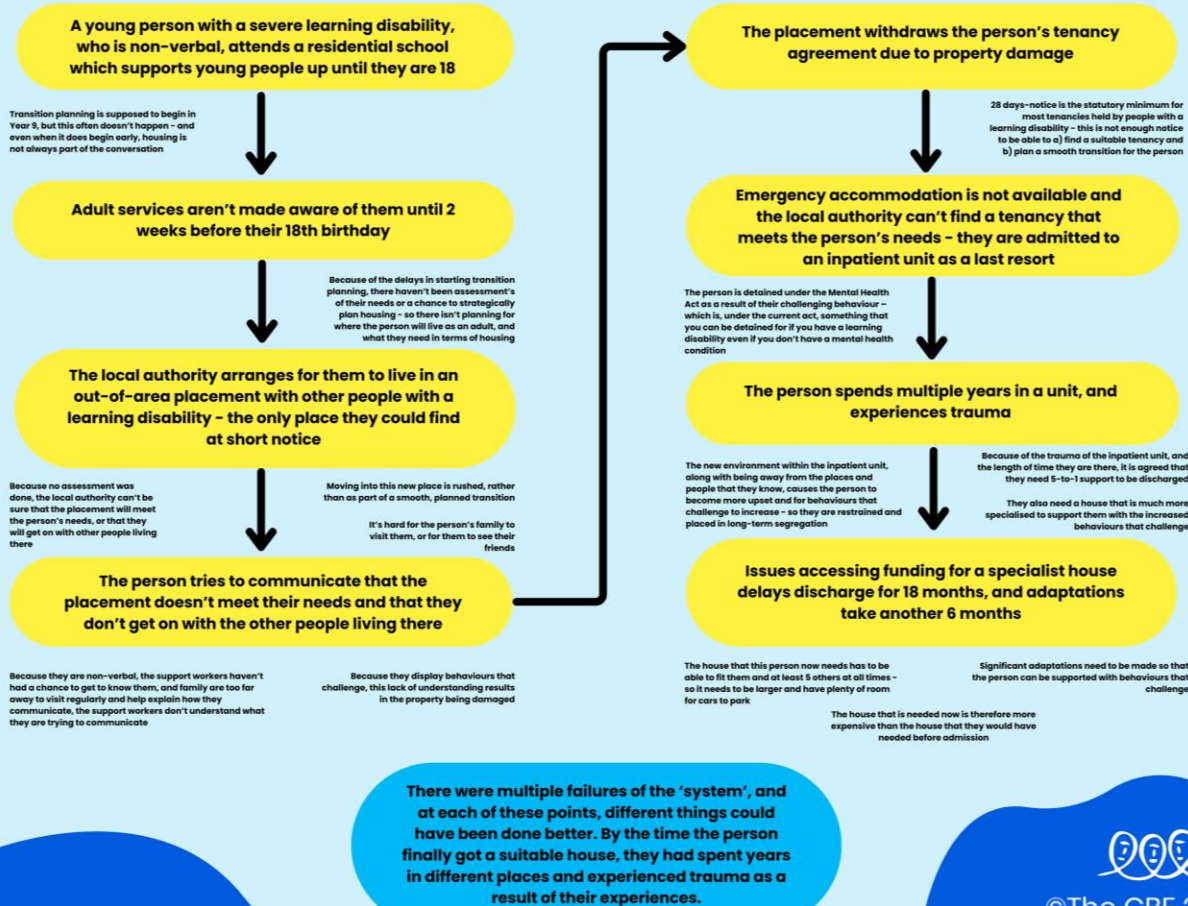 A young person with a severe learning disability,
who is non-verbal, attends a residential school
which supports young people up until they are 18
Transition planning is supposed to begin in
Year 9, but this often doesn't happen - and
even when it does begin early, housing is
not always part of the conversation
Adult services aren't made aware of them until 2
weeks before their 18th birthday
Because of the delays in starting transition
planning, there haven't been assessment's
of their needs or a chance to strategically
plan housing - so there isn't planning for
where the person will live as an adult, and
what they need in terms of housing
The local authority arranges for them to live in an
out-of-area placement with other people with a
learning disability - the only place they could find
at short notice
Because no assessment was
done, the local authority can't be
sure that the placement will meet
the person's needs, or that they
will get on with other people living
there
Moving into this new place is rushed, rather
than as part of a smooth, planned transition
It's hard for the person's family to
visit them, or for them to see their
friends
The person tries to communicate that the
placement doesn't meet their needs and that they
don't get on with the other people living there
Because they are non-verbal, the support workers haven't
had a chance to get to know them, and family are too far
away to visit regularly and help explain how they
communicate, the support workers don't understand what
they are trying to communicate
Because they display behaviours that
challenge, this lack of understanding results
in the property being damaged
The placement withdraws the person's tenancy
agreement due to property damage
28 days-notice is the statutory minimum for
most tenancies held by people with a
learning disability - this is not enough notice
to be able to a) find a suitable tenancy and
b) plan a smooth transition for the person
Emergency accommodation is not available and
the local authority can't find a tenancy that
meets the person's needs - they are admitted to
an inpatient unit as a last resort
The person is detained under the Mental Health
Act as a result of their challenging behaviour –
which is, under the current act, something that
you can be detained for if you have a learning
disability even if you don't have a mental health
condition
The person spends multiple years in a unit, and
experiences trauma
The new environment within the inpatient unit,
along with being away from the places and
people that they know, causes the person to
become more upset and for behaviours that
challenge to increase - so they are restrained and
placed in long-term segregation
Because of the trauma of the inpatient unit, and
the length of time they are there, it is agreed that
they need 5-to-1 support to be discharged
They also need a house that is much more
specialised to support them with the increased
behaviours that challenge
Issues accessing funding for a specialist house
delays discharge for 18 months, and adaptations
take another 6 months
The house that this person now needs has to be
able to fit them and at least 5 others at all times -
so it needs to be larger and have plenty of room
for cars to park
Significant adaptations need to be made so that
the person can be supported with behaviours that
challenge
The house that is needed now is therefore more
expensive than the house that they would have
needed before admission
There were multiple failures of the 'system', and
at each of these points, different things could
have been done better. By the time the person
finally got a suitable house, they had spent years
in different places and experienced trauma as a
result of their experiences.
©The CBF